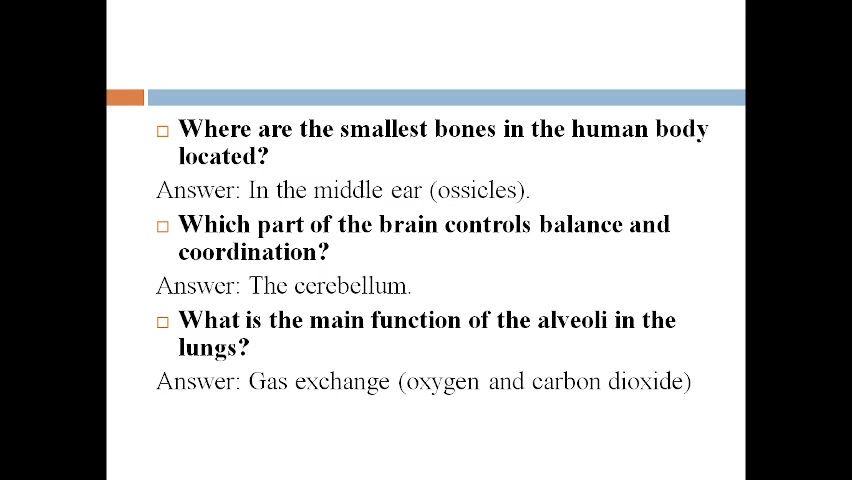 Where are the smallest bones in the human body
located?
Answer: In the middle ear (ossicles).
Which part of the brain controls balance and
coordination?
Answer: The cerebellum.
What is the main function of the alveoli in the
lungs?
Answer: Gas exchange (oxygen and carbon dioxide)